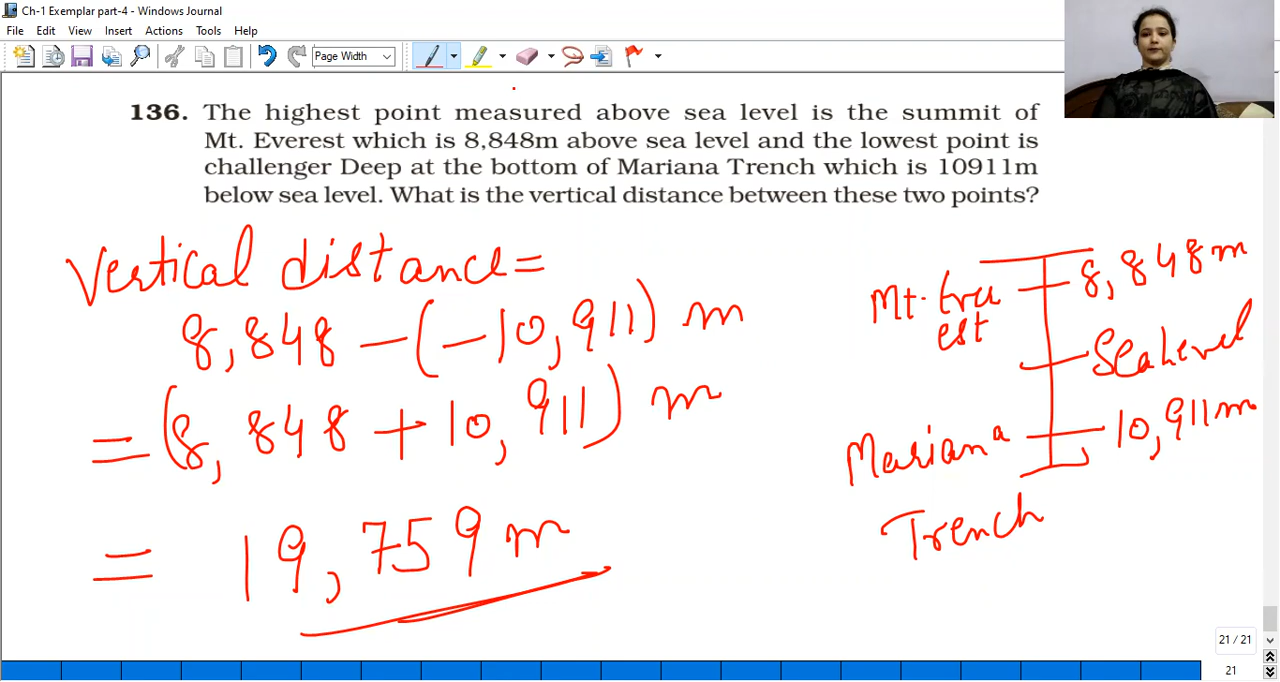 Ch-1 Exemplar part-4 - Windows Journal
File Edit View Insert Actions Tools Help
Page Width
136. The highest point measured above sea level is the summit of
Mt. Everest which is 8,848m above sea level and the lowest point is
challenger Deep at the bottom of Mariana Trench which is 10911m
below sea level. What is the vertical distance between these two points?
Vertical distance=
8,848 - (-10,911) m
= (8,848 + 10,911) m
= 19,759 m
8,848 m
Mt. Eve
est
Sea Level
10,911 m
Mariana
Trench
21 / 21
21